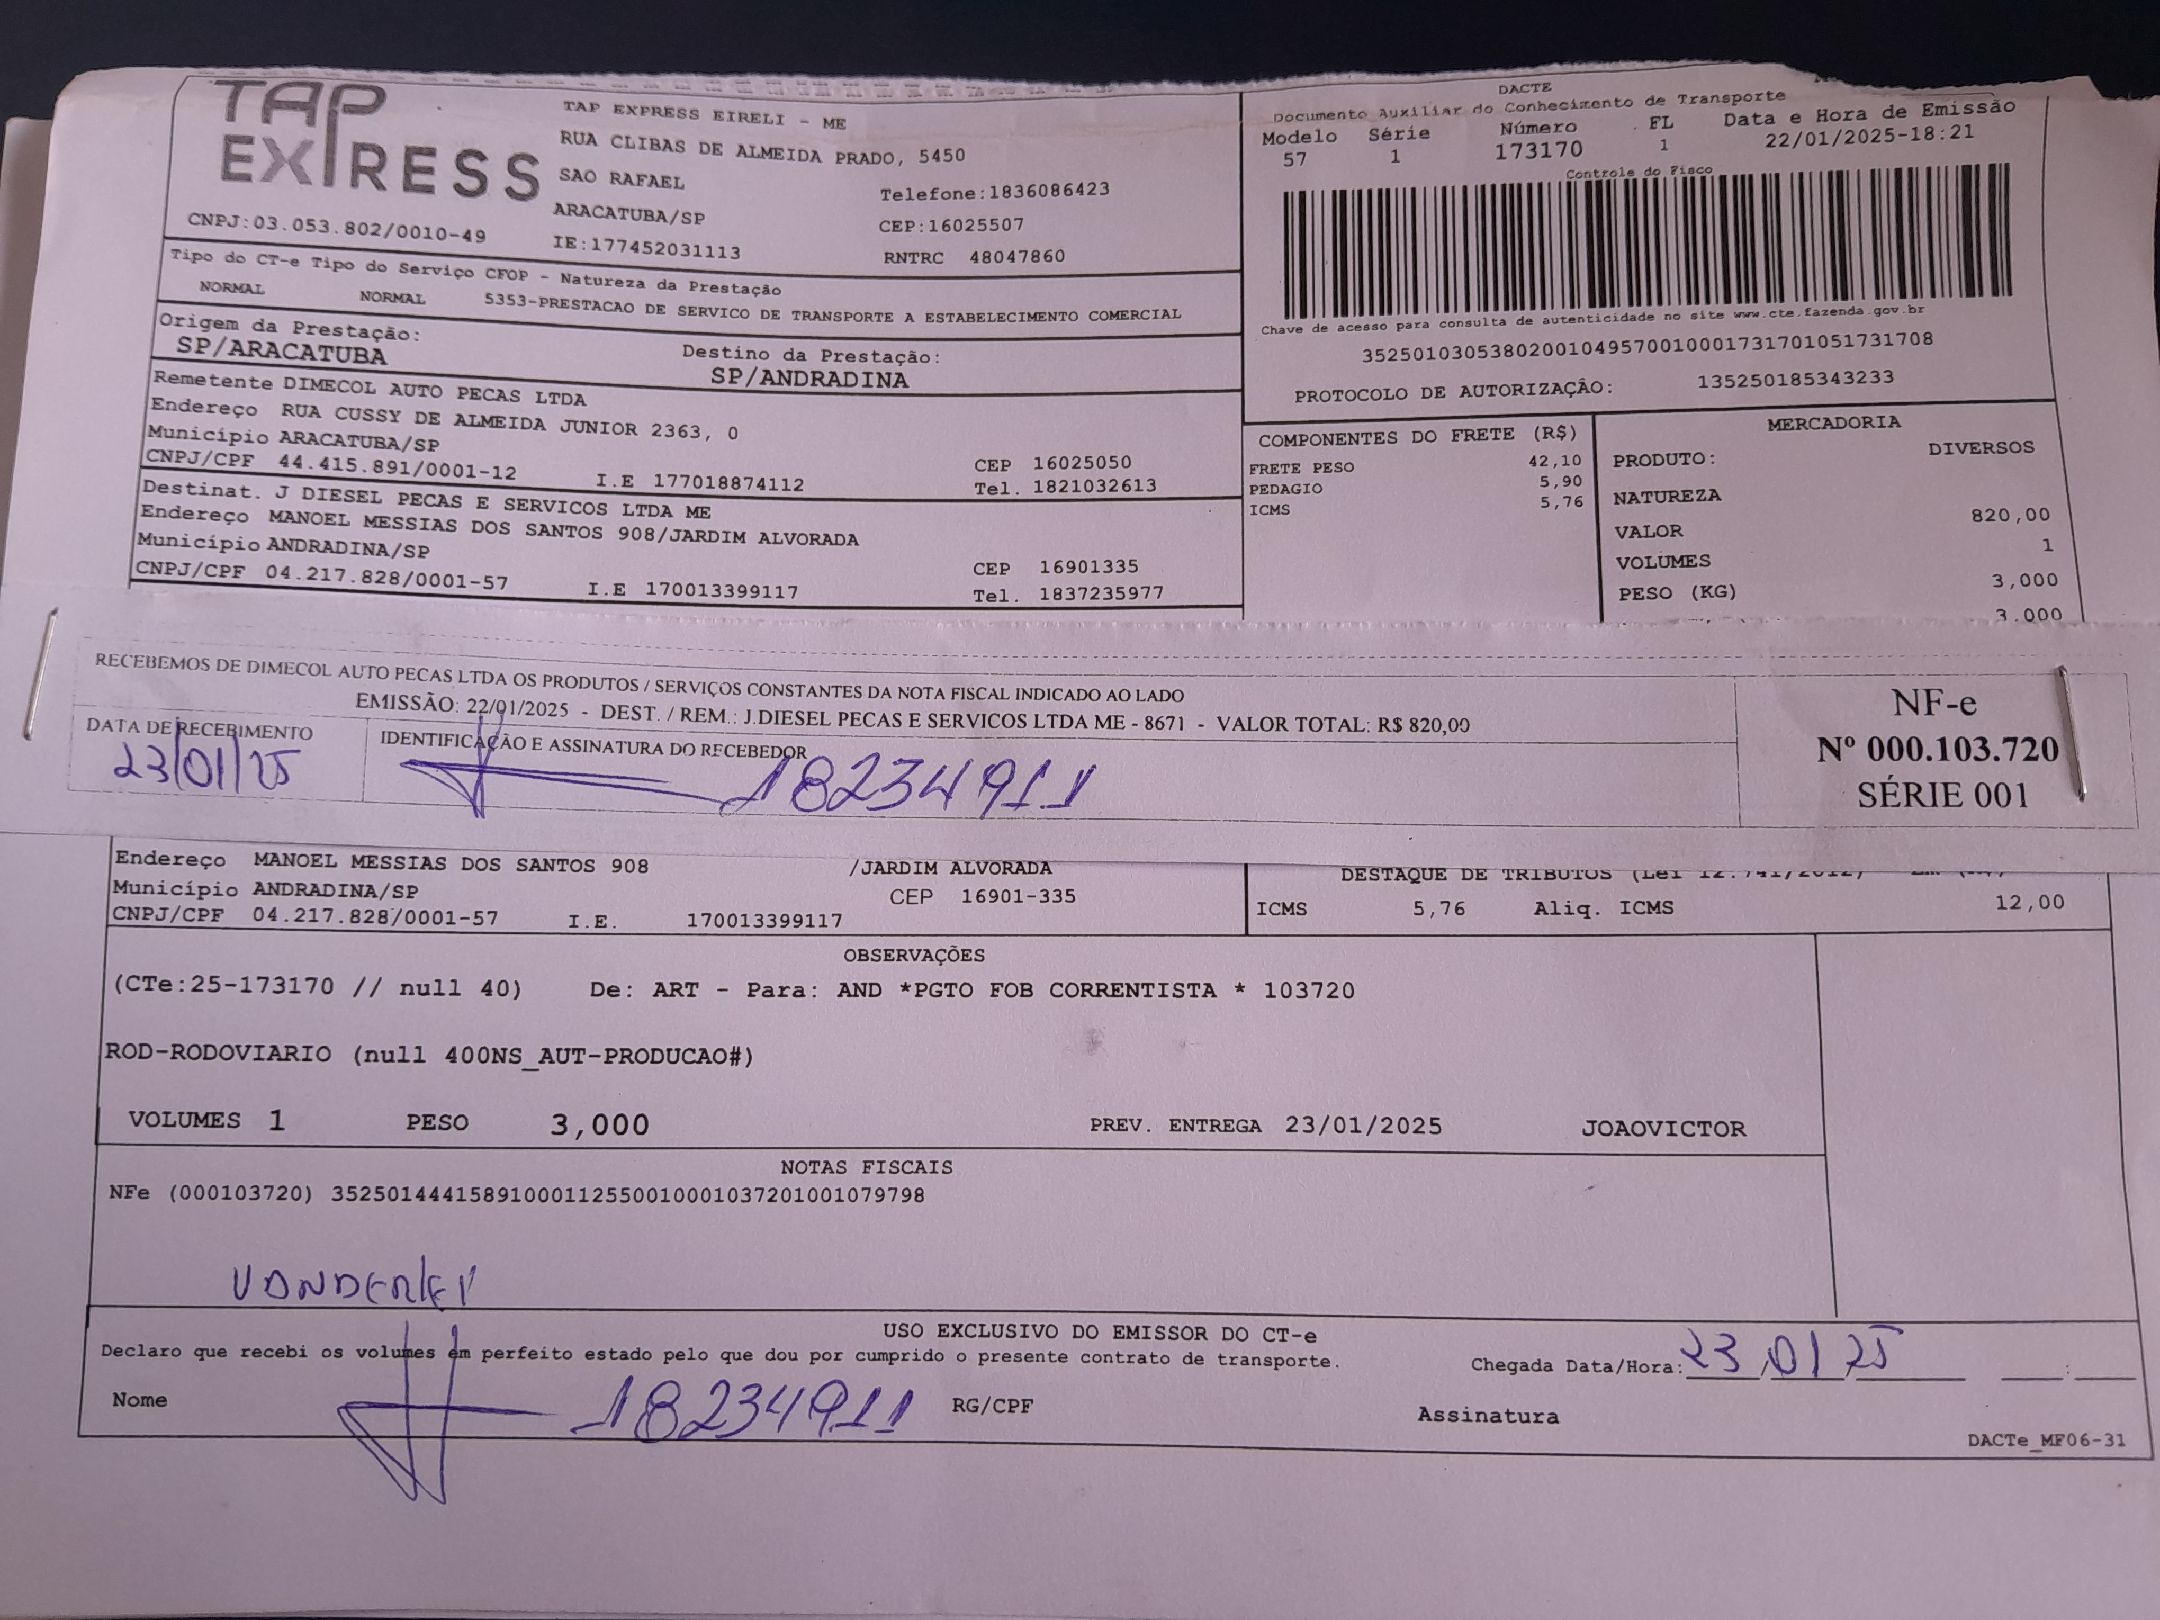 TAP EXPRESS
TAP EXPRESS EIRELI - ME
RUA CLIBAS DE ALMEIDA PRADO, 5450
SAO RAFAEL
Telefone:1836086423
ARACATUBA/SP
CEP:16025507
CNPJ:03.053.802/0010-49
IE:177452031113
RNTRC 48047860
Tipo do CT-e Tipo do Serviço CFOP - Natureza da Prestação
NORMAL NORMAL 5353-PRESTACAO DE SERVICO DE TRANSPORTE A ESTABELECIMENTO COMERCIAL
Origem da Prestação:
SP/ARACATUBA
Destino da Prestação:
SP/ANDRADINA
Remetente DIMECOL AUTO PECAS LTDA
Endereço RUA CUSSY DE ALMEIDA JUNIOR 2363, 0
Município ARACATUBA/SP
CEP 16025050
CNPJ/CPF 44.415.891/0001-12 I.E 177018874112 Tel. 1821032613
Destinat. J DIESEL PECAS E SERVICOS LTDA ME
Endereço MANOEL MESSIAS DOS SANTOS 908/JARDIM ALVORADA
Município ANDRADINA/SP
CEP 16901335
CNPJ/CPF 04.217.828/0001-57 I.E 170013399117 Tel. 1837235977
DACTE
Documento Auxiliar do Conhecimento de Transporte
Modelo Série Número FL Data e Hora de Emissão
57 1 173170 1 22/01/2025-18:21
Controle do Fisco
Chave de acesso para consulta de autenticidade no site www.cte.fazenda.gov.br
35250103053802001049570010001731701051731708
PROTOCOLO DE AUTORIZAÇÃO: 135250185343233
COMPONENTES DO FRETE (R$)
FRETE PESO 42,10
PEDAGIO 5,90
ICMS 5,76
MERCADORIA
PRODUTO: DIVERSOS
NATUREZA
VALOR 820,00
VOLUMES 1
PESO (KG) 3,000
3.000
RECEBEMOS DE DIMECOL AUTO PECAS LTDA OS PRODUTOS / SERVIÇOS CONSTANTES DA NOTA FISCAL INDICADO AO LADO
EMISSÃO: 22/01/2025 - DEST. / REM.: J.DIESEL PECAS E SERVICOS LTDA ME - 8671 - VALOR TOTAL: R$ 820,00
DATA DE RECEBIMENTO
23/01/25
IDENTIFICAÇÃO E ASSINATURA DO RECEBEDOR
18234911
NF-e
Nº 000.103.720
SÉRIE 001
Endereço MANOEL MESSIAS DOS SANTOS 908 /JARDIM ALVORADA
Município ANDRADINA/SP CEP 16901-335
CNPJ/CPF 04.217.828/0001-57 I.E. 170013399117
DESTAQUE DE TRIBUTOS (Lei 12.741/2012)
ICMS 5,76 Aliq. ICMS 12,00
OBSERVAÇÕES
(CTe:25-173170 // null 40) De: ART - Para: AND *PGTO FOB CORRENTISTA * 103720
ROD-RODOVIARIO (null 400NS_AUT-PRODUCAO#)
VOLUMES 1 PESO 3,000 PREV. ENTREGA 23/01/2025 JOAOVICTOR
NOTAS FISCAIS
NFe (000103720) 35250144415891000112550010001037201001079798
VANDERLEI
USO EXCLUSIVO DO EMISSOR DO CT-e
Declaro que recebi os volumes em perfeito estado pelo que dou por cumprido o presente contrato de transporte.
Chegada Data/Hora: 23/01/25 :
Nome 18234911 RG/CPF Assinatura
DACTe_MF06-31